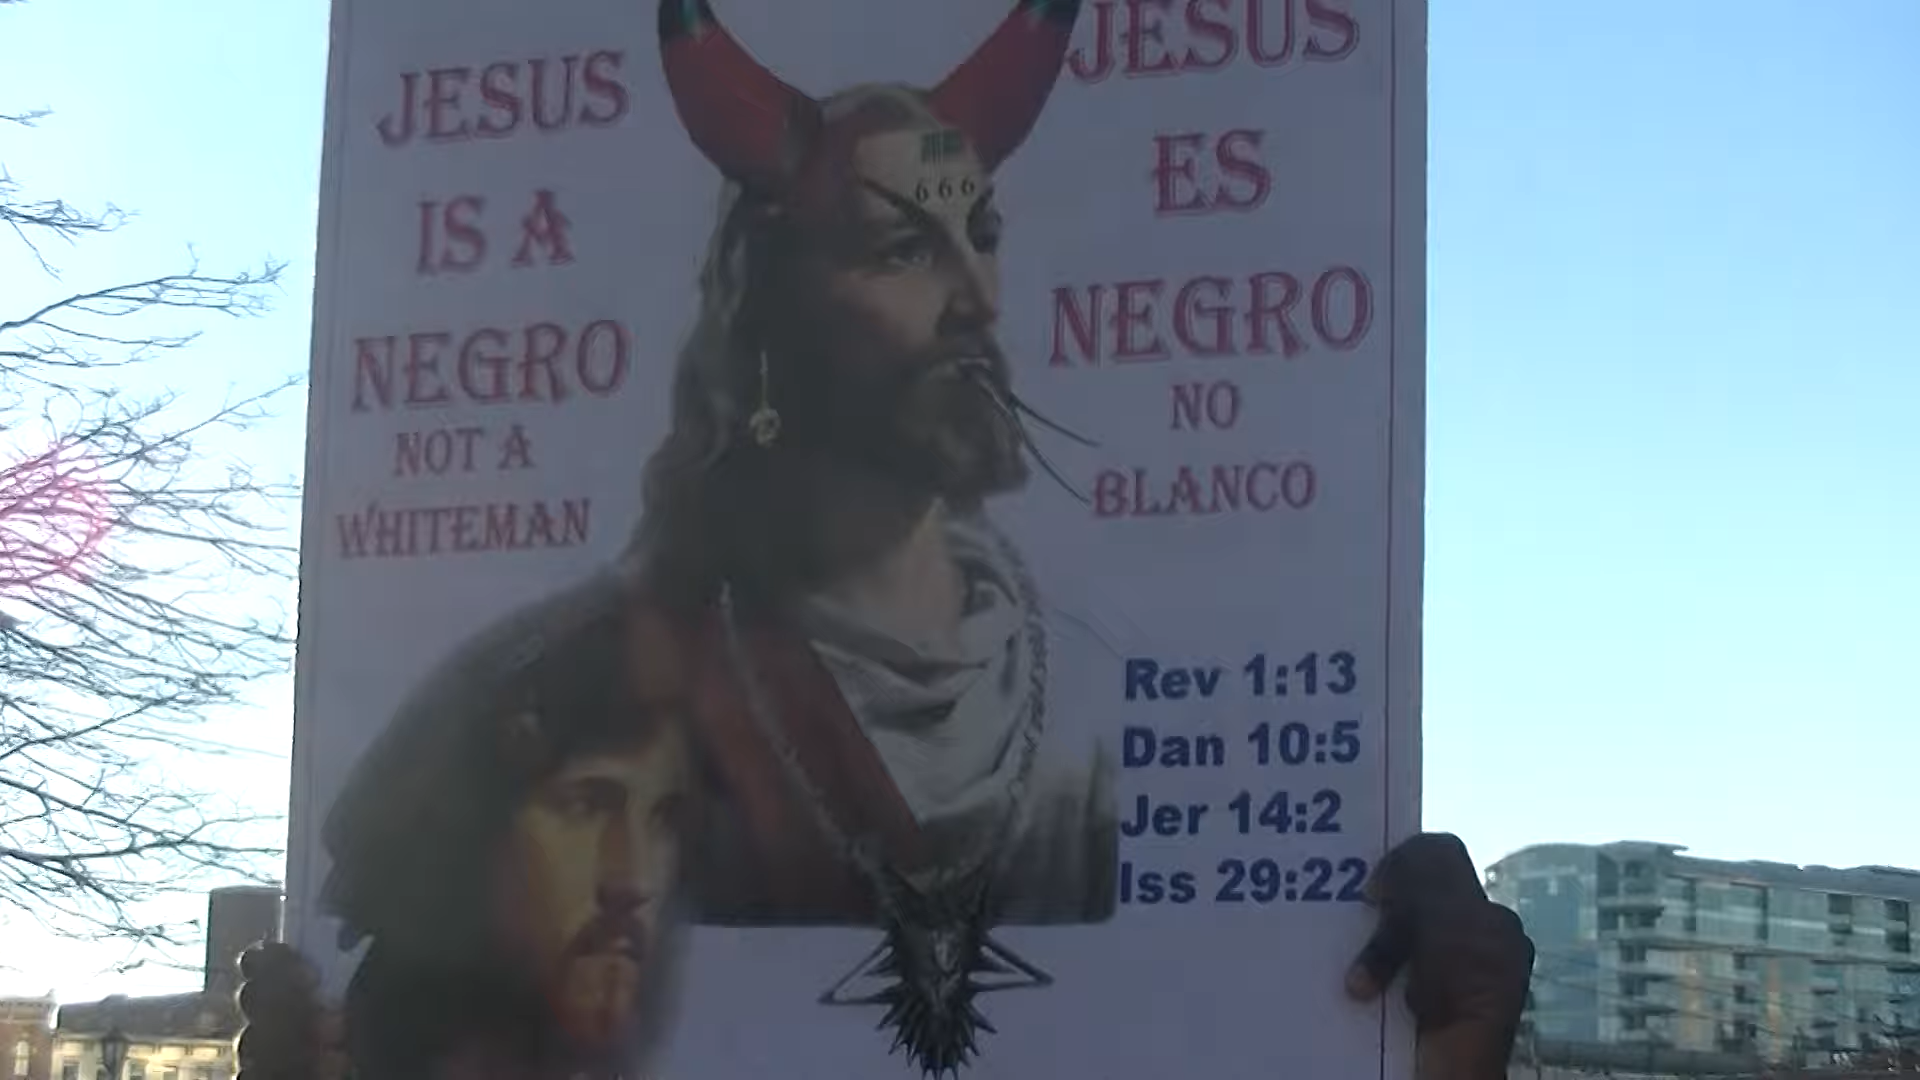 JESUS
IS A
NEGRO
NOT A
WHITEMAN
666
JESUS
ES
NEGRO
NO
BLANCO
Rev 1:13
Dan 10:5
Jer 14:2
Iss 29:22